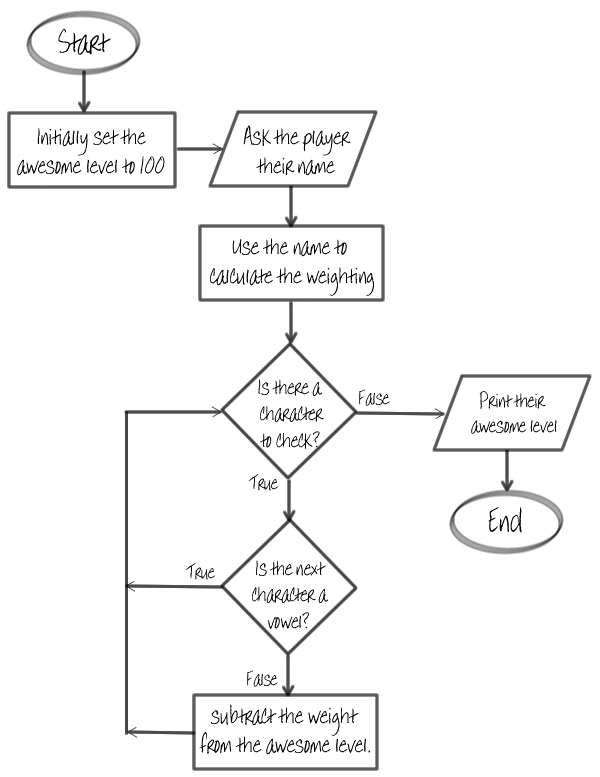 Start
Initially set the
awesome level to 100
Ask the player
their name
Use the name to
calculate the weighting
Is there a
character
to check?
False
Print their
awesome level
End
True
Is the next
character a
vowel?
True
False
subtract the weight
from the awesome level.